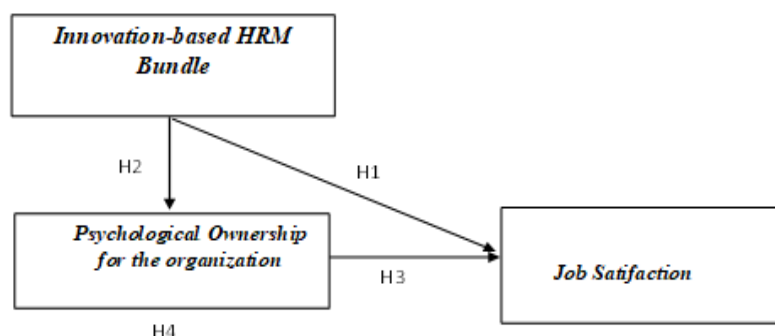 Innovation-based HRM
Bundle
H2
H1
Psychological Ownership
for the organization
H3
Job Satifaction
H4